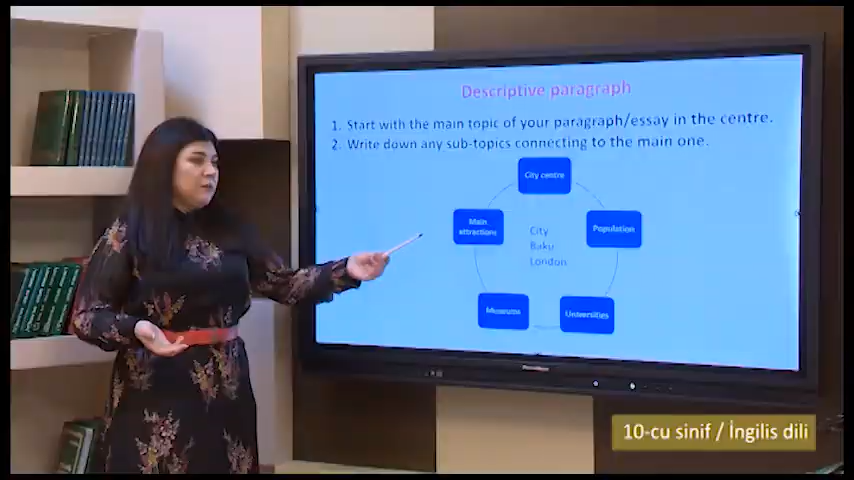 Descriptive paragraph
1. Start with the main topic of your paragraph/essay in the centre.
2. Write down any sub-topics connecting to the main one.
City centre
Main
attractions
Population
City
Baku
London
Museums
Universities
10-cu sinif / İngilis dili